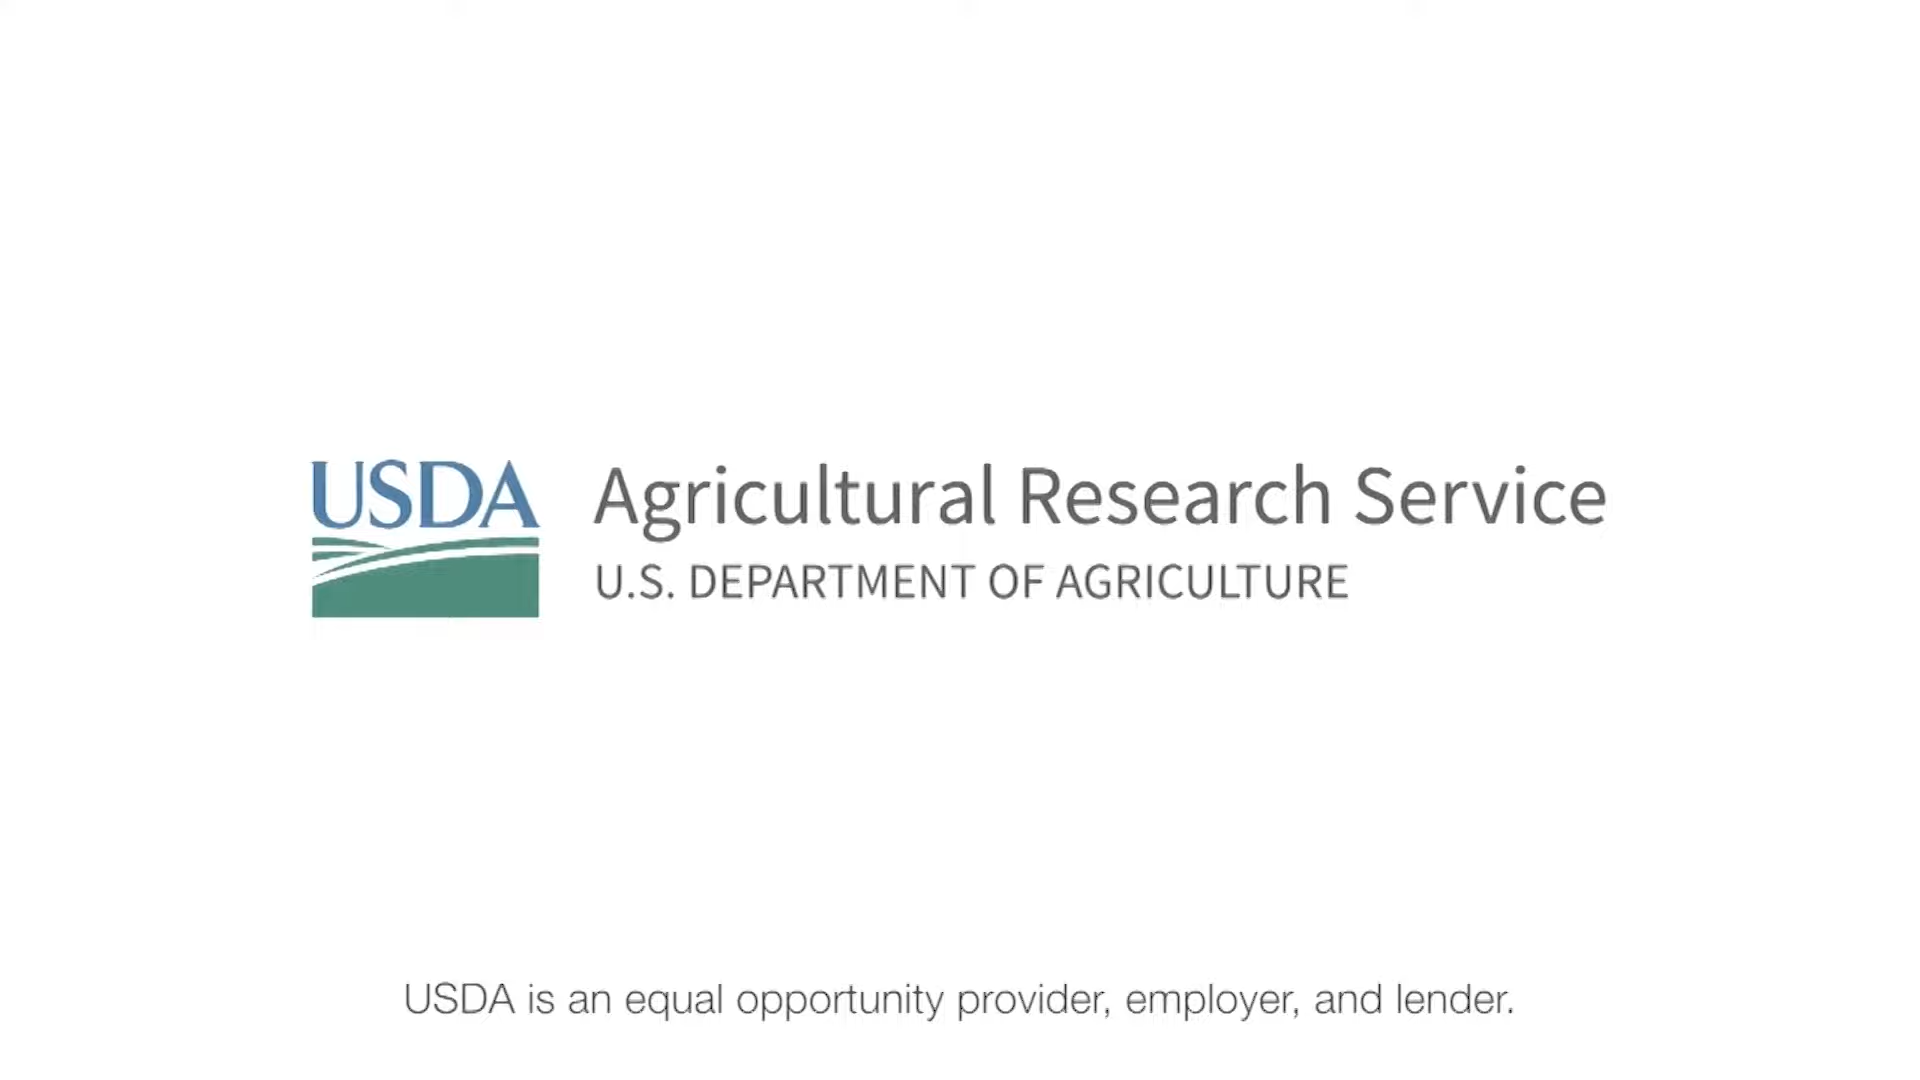 USDA
Agricultural Research Service
U.S. DEPARTMENT OF AGRICULTURE
USDA is an equal opportunity provider, employer, and lender.